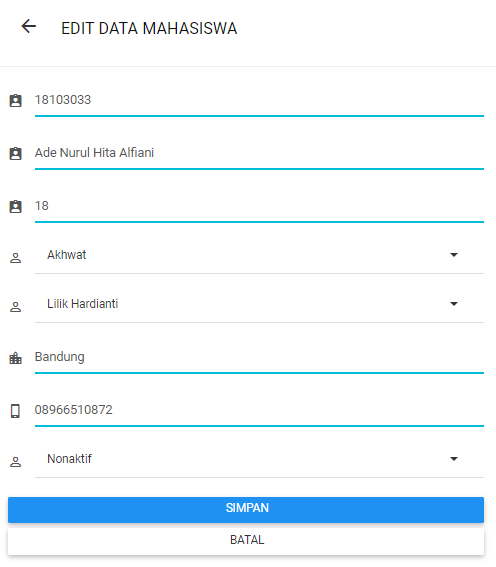 EDIT DATA MAHASISWA
18103033
Ade Nurul Hita Alfiani
18
Akhwat
Lilik Hardianti
Bandung
08966510872
Nonaktif
SIMPAN
BATAL